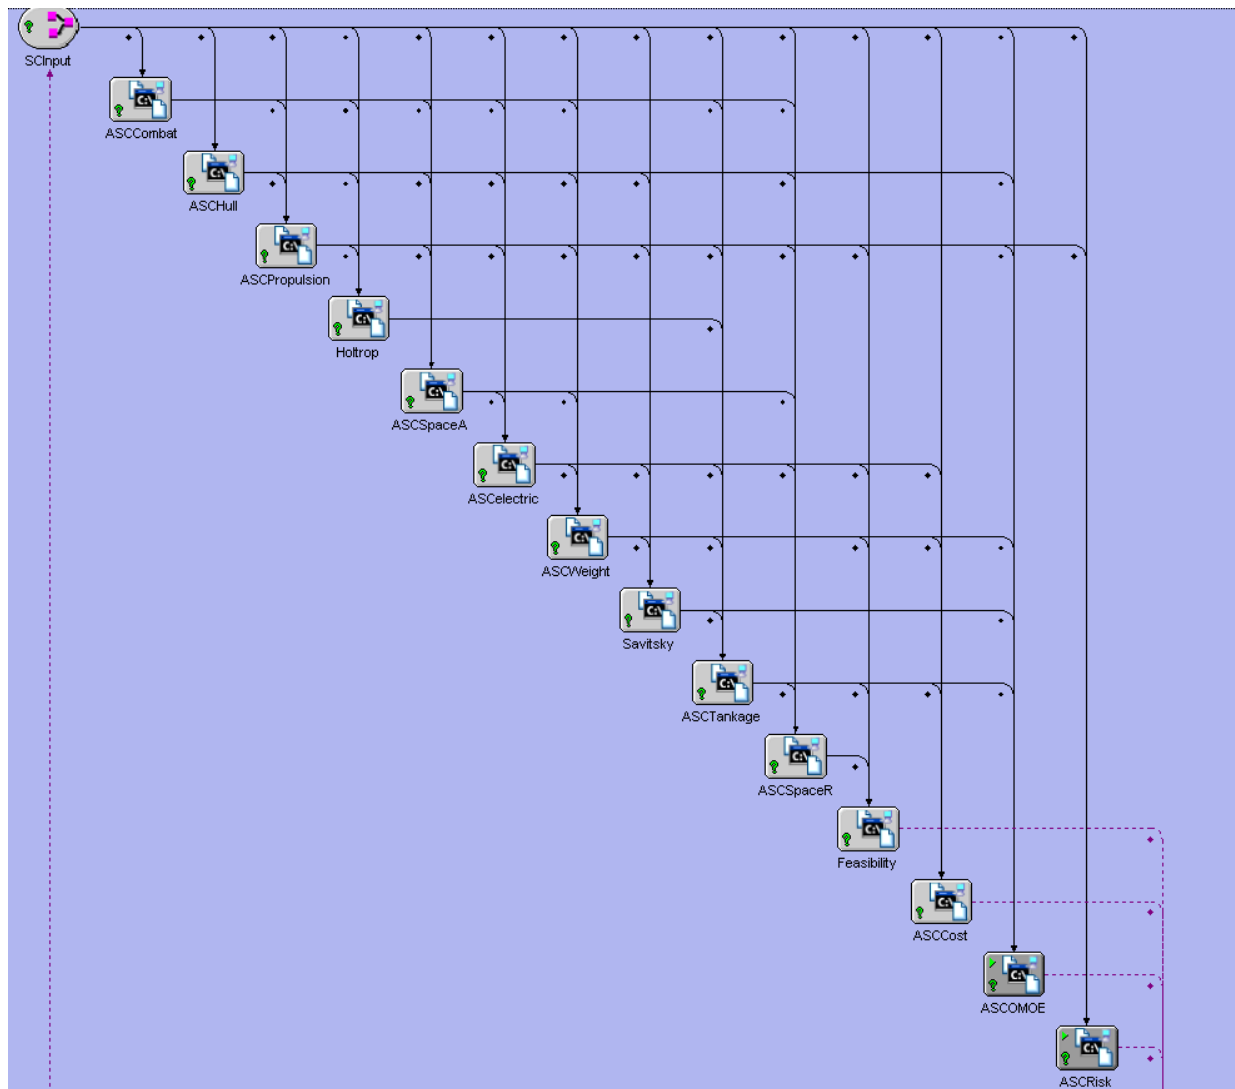 SCInput
C:\
ASCCombat
C:\
ASCHull
C:\
ASCPropulsion
C:\
Holtrop
C:\
ASCSpaceA
C:\
ASCelectric
C:\
ASCWeight
C:\
Savitsky
C:\
ASCTankage
C:\
ASCSpaceR
C:\
Feasibility
C:\
ASCCost
C:\
ASCOMOE
C:\
ASCRisk